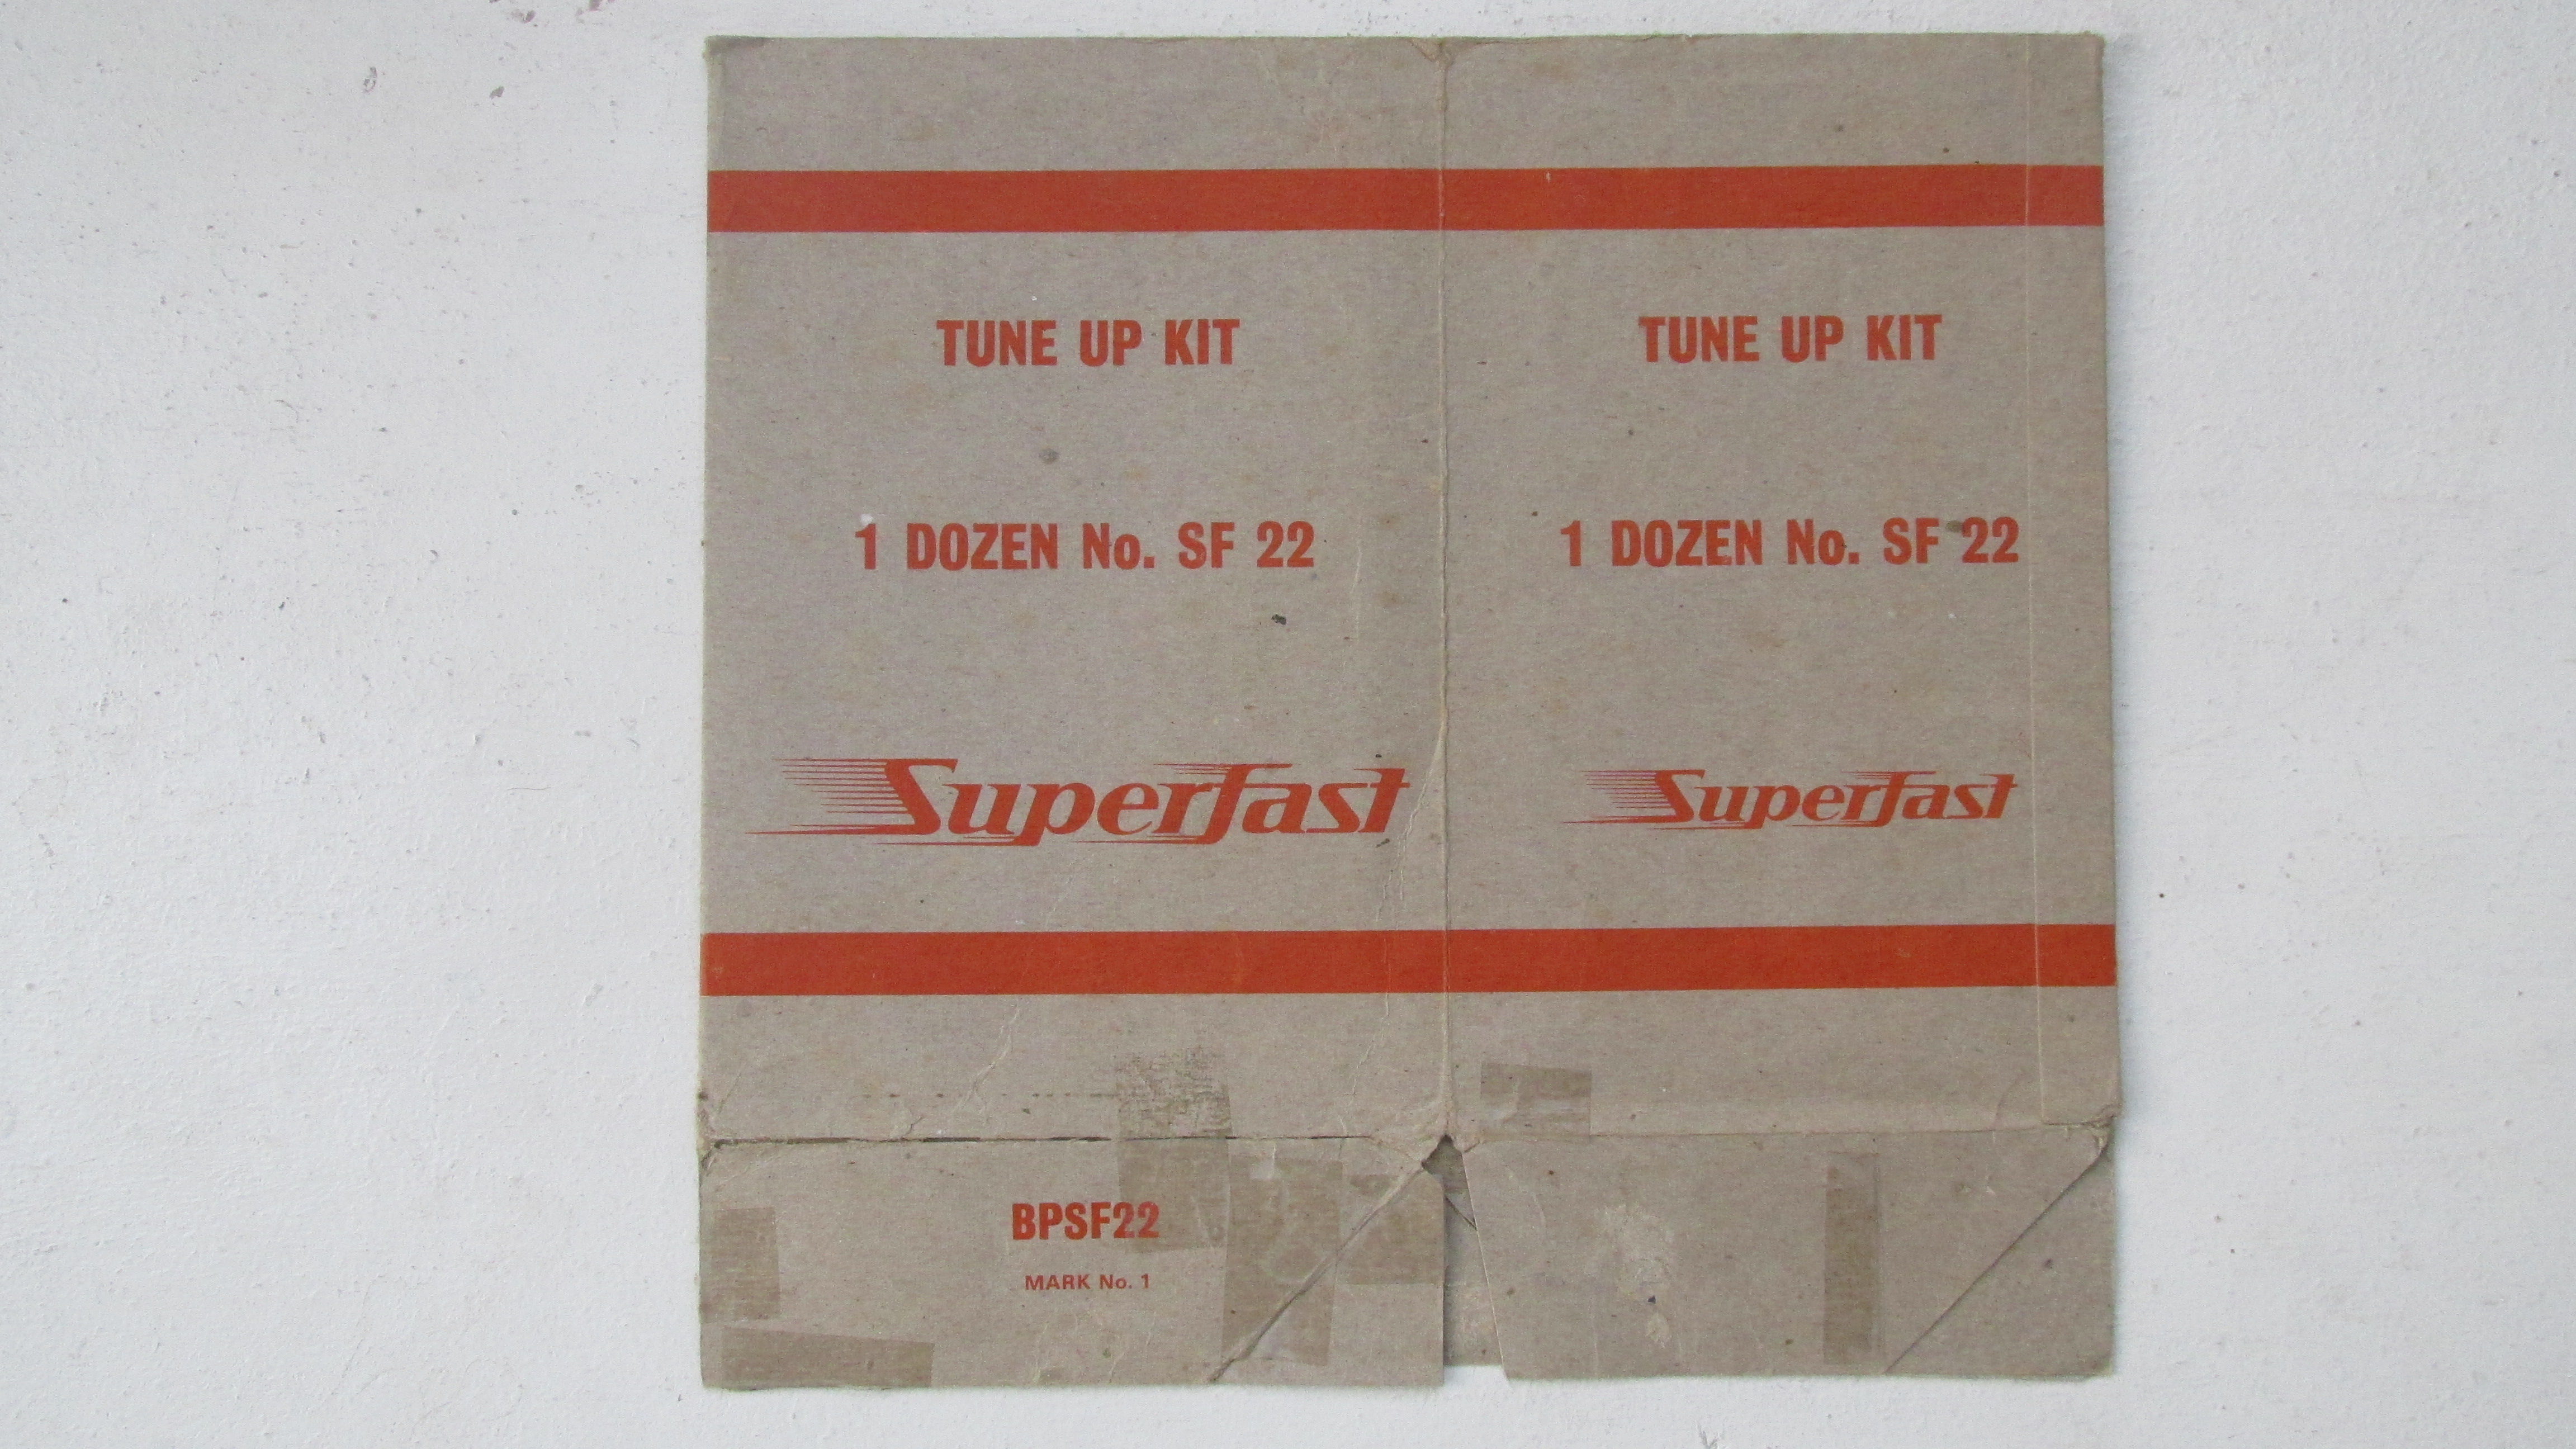 TUNE UP KIT
1 DOZEN No. SF 22
Superfast
TUNE UP KIT
1 DOZEN No. SF 22
Superfast
BPSF22
MARK No. 1